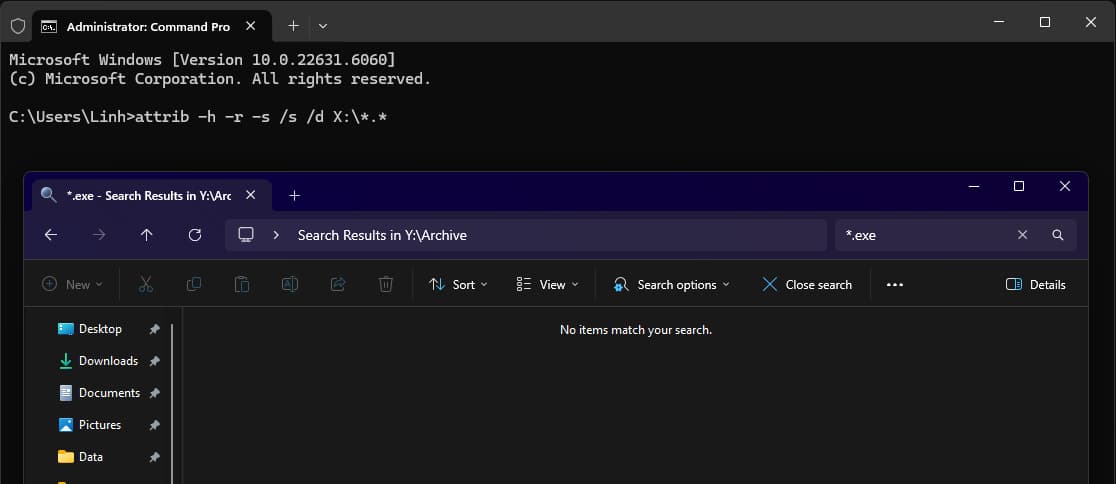 Administrator: Command Pro
Microsoft Windows [Version 10.0.22631.6060]
(c) Microsoft Corporation. All rights reserved.
C:\Users\Linh>attrib -h -r -s /s /d X:\*.*
*.exe - Search Results in Y:\Arc
Search Results in Y:\Archive
*.exe
New
Sort
View
Search options
Close search
Details
Desktop
No items match your search.
Downloads
Documents
Pictures
Data